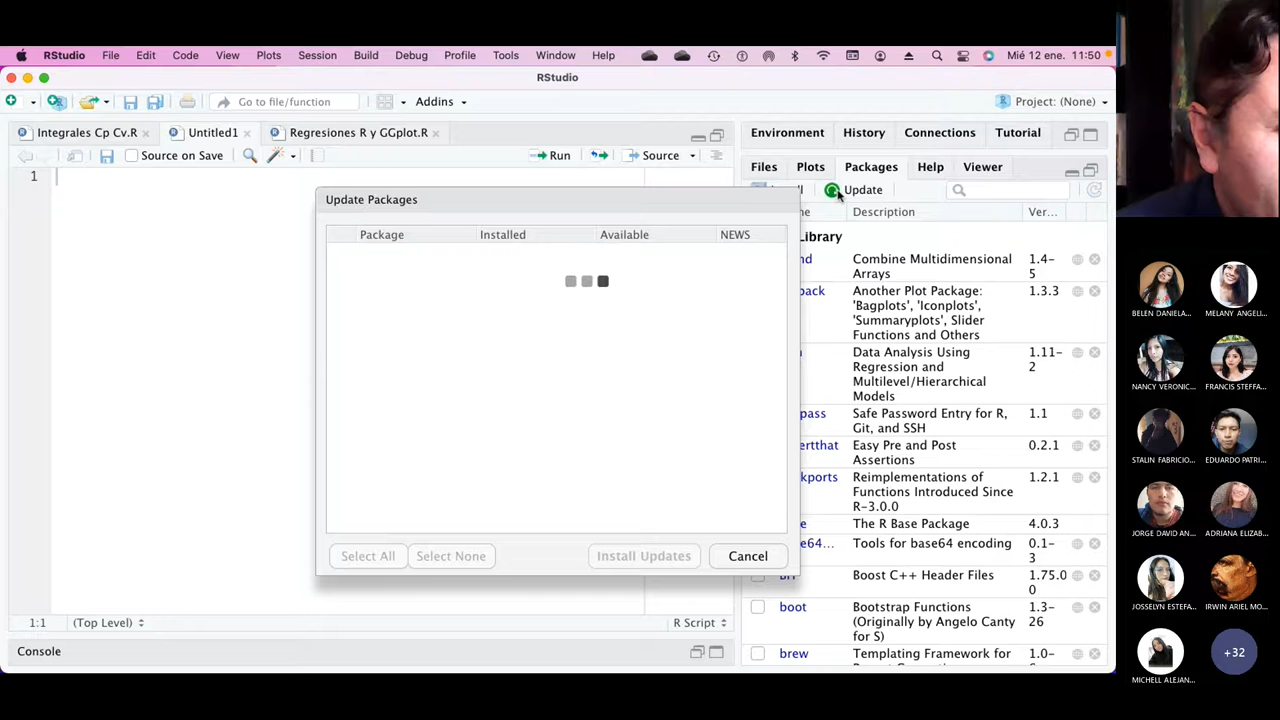 RStudio File Edit Code View Plots Session Build Debug Profile Tools Window Help Mié 12 ene. 11:50
RStudio
Go to file/function Addins Project: (None)
Integrales Cp Cv.R Untitled1 Regresiones R y GGplot.R
Source on Save Run Source
1
Environment History Connections Tutorial
Files Plots Packages Help Viewer
Update
Description Ver...
Library
Combine Multidimensional 1.4-
Arrays 5
Another Plot Package: 1.3.3
'Bagplots', 'Iconplots',
'Summaryplots', Slider
Functions and Others
Data Analysis Using 1.11-
Regression and 2
Multilevel/Hierarchical
Models
Safe Password Entry for R, 1.1
Git, and SSH
Easy Pre and Post 0.2.1
Assertions
Reimplementations of 1.2.1
Functions Introduced Since
R-3.0.0
The R Base Package 4.0.3
Tools for base64 encoding 0.1-
3
Boost C++ Header Files 1.75.0
0
boot Bootstrap Functions 1.3-
(Originally by Angelo Canty 26
for S)
brew Templating Framework for 1.0-
Update Packages
Package Installed Available NEWS
Select All Select None Install Updates Cancel
1:1 (Top Level) R Script
Console
BELEN DANIELA... MELANY ANGELI...
NANCY VERONIC... FRANCIS STEFFA...
STALIN FABRICIO... EDUARDO PATRI...
JORGE DAVID AN... ADRIANA ELIZAB...
JOSSELYN ESTEFA... IRWIN ARIEL MO...
MICHELL ALEJAN... +32